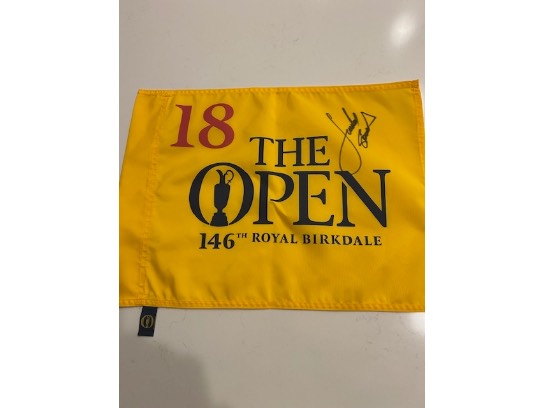 18
THE
OPEN
146TH ROYAL BIRKDALE